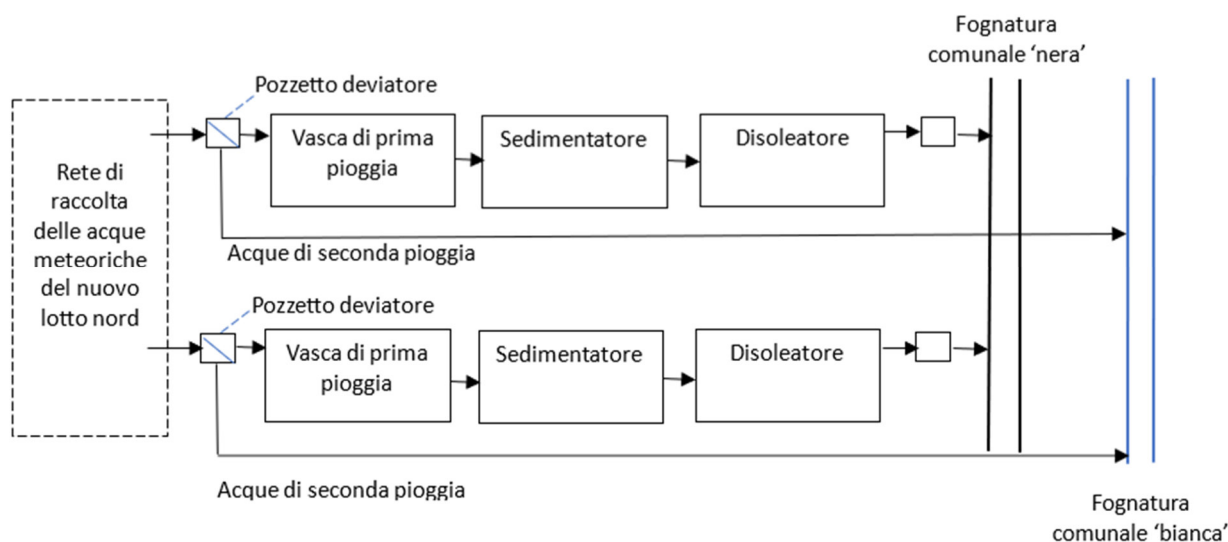 Fognatura
comunale ‘nera’
Pozzetto deviatore
Vasca di prima
pioggia
Sedimentatore
Disoleatore
Rete di
raccolta
delle acque
meteoriche
del nuovo
lotto nord
Acque di seconda pioggia
Pozzetto deviatore
Vasca di prima
pioggia
Sedimentatore
Disoleatore
Acque di seconda pioggia
Fognatura
comunale ‘bianca’